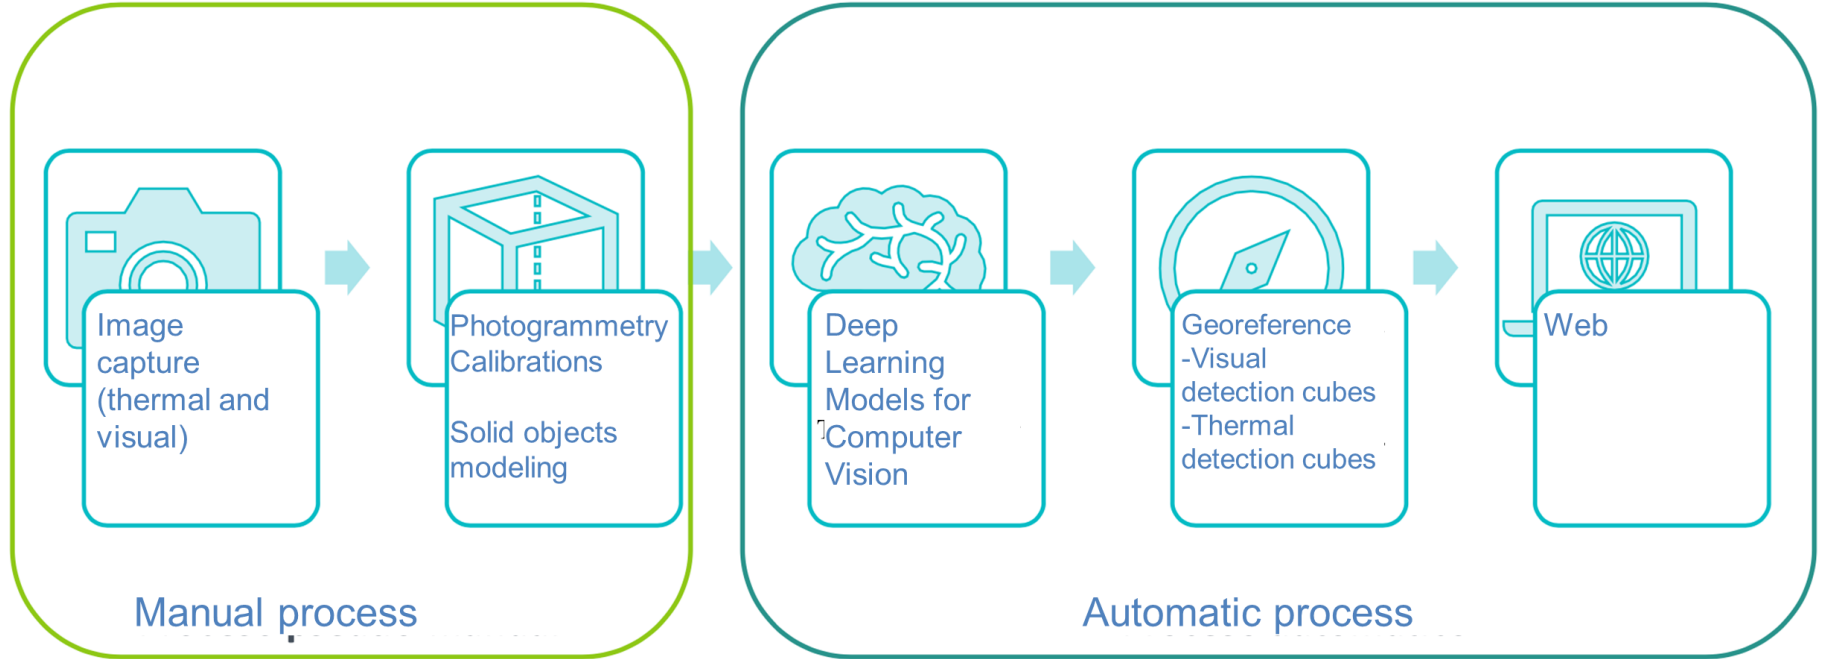 Image
capture
(thermal and
visual)
Photogrammetry
Calibrations
Solid objects
modeling
Deep
Learning
Models for
Computer
Vision
Georeference
-Visual
detection cubes
-Thermal
detection cubes
Web
Manual process
Automatic process